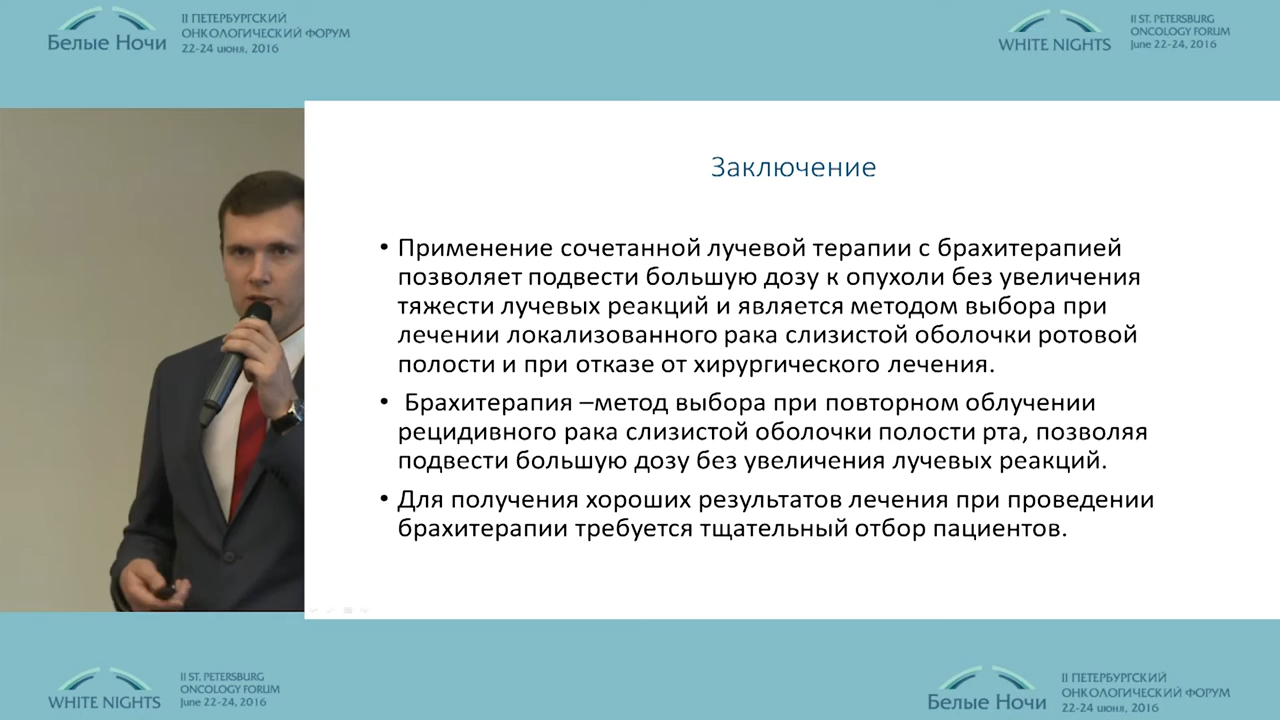 Белые Ночи
II ПЕТЕРБУРГСКИЙ
ОНКОЛОГИЧЕСКИЙ ФОРУМ
22-24 июня, 2016
WHITE NIGHTS
II ST. PETERSBURG
ONCOLOGY FORUM
June 22-24, 2016
Заключение
• Применение сочетанной лучевой терапии с брахитерапией
позволяет подвести большую дозу к опухоли без увеличения
тяжести лучевых реакций и является методом выбора при
лечении локализованного рака слизистой оболочки ротовой
полости и при отказе от хирургического лечения.
• Брахитерапия –метод выбора при повторном облучении
рецидивного рака слизистой оболочки полости рта, позволяя
подвести большую дозу без увеличения лучевых реакций.
• Для получения хороших результатов лечения при проведении
брахитерапии требуется тщательный отбор пациентов.
WHITE NIGHTS
II ST. PETERSBURG
ONCOLOGY FORUM
June 22-24, 2016
Белые Ночи
II ПЕТЕРБУРГСКИЙ
ОНКОЛОГИЧЕСКИЙ ФОРУМ
22-24 июня, 2016